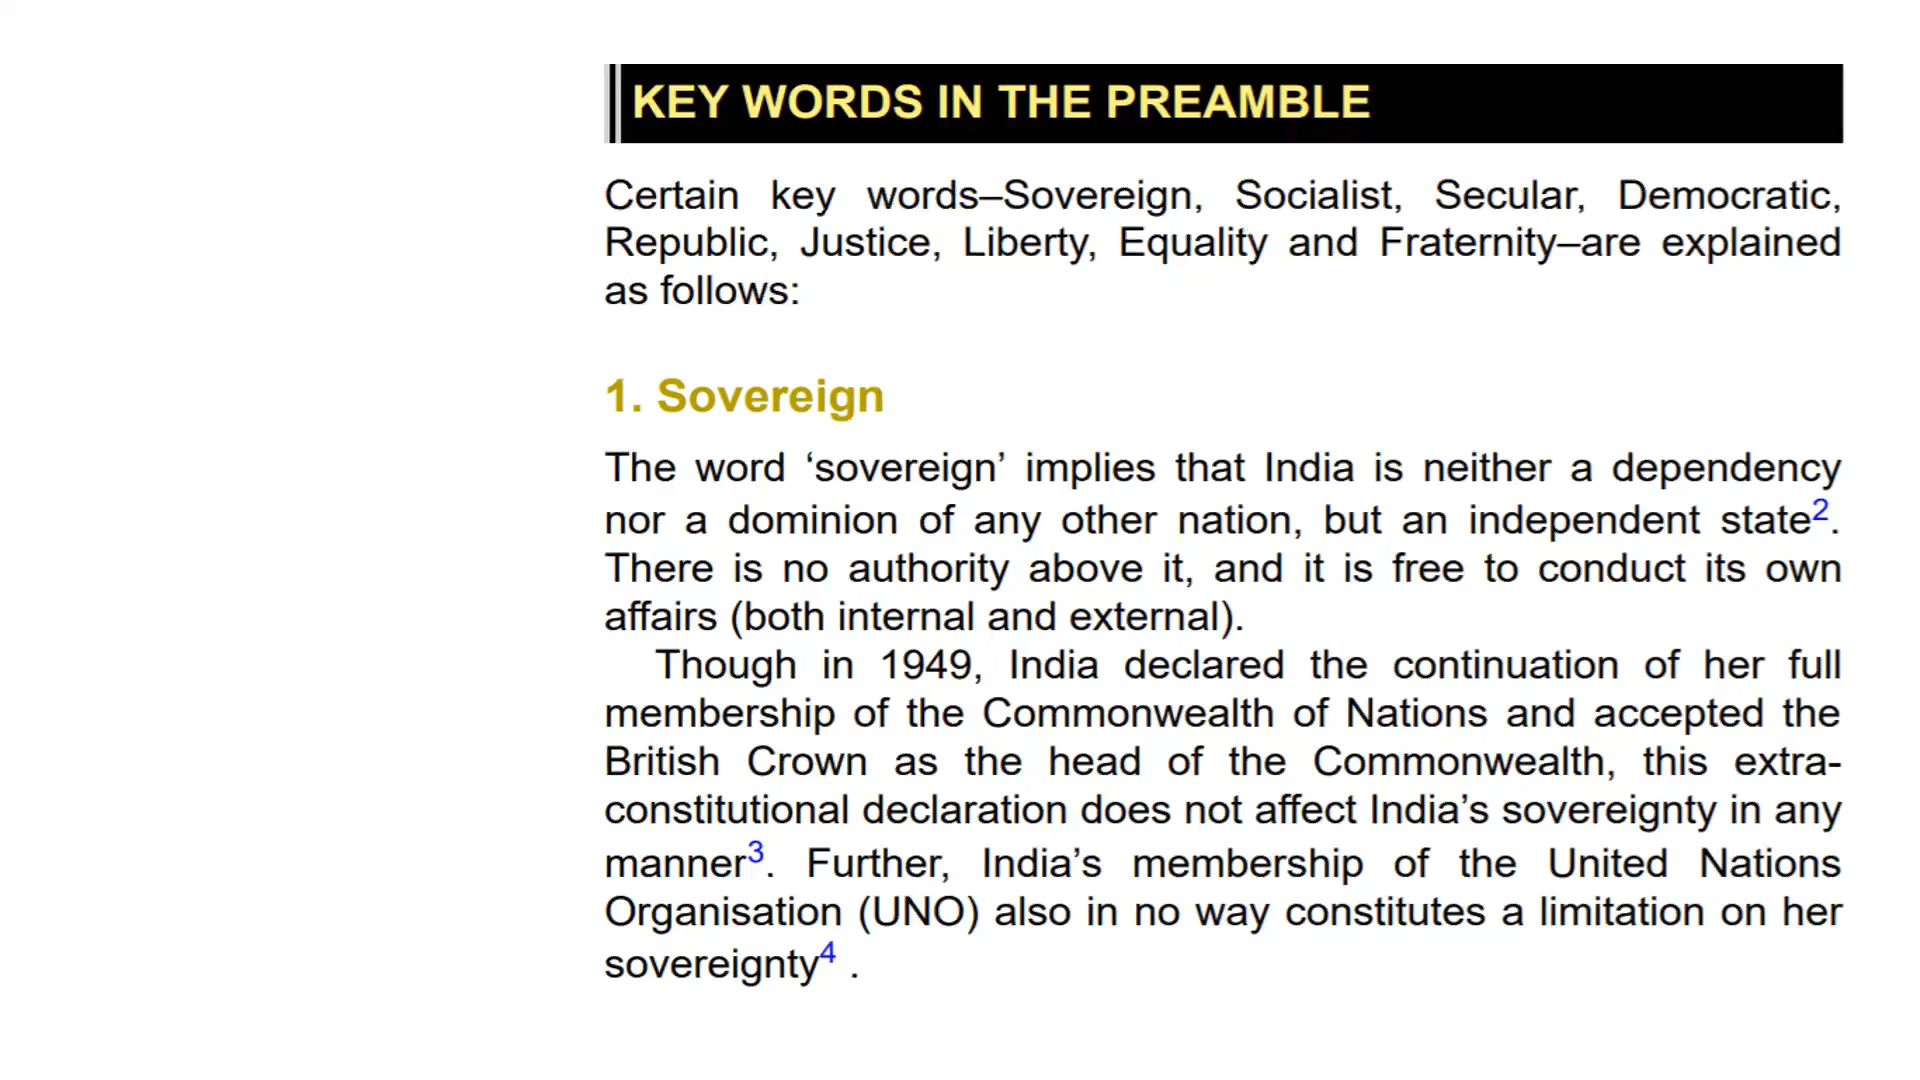 KEY WORDS IN THE PREAMBLE
Certain key words–Sovereign, Socialist, Secular, Democratic,
Republic, Justice, Liberty, Equality and Fraternity–are explained
as follows:
1. Sovereign
The word ‘sovereign’ implies that India is neither a dependency
nor a dominion of any other nation, but an independent state2.
There is no authority above it, and it is free to conduct its own
affairs (both internal and external).
Though in 1949, India declared the continuation of her full
membership of the Commonwealth of Nations and accepted the
British Crown as the head of the Commonwealth, this extra-
constitutional declaration does not affect India’s sovereignty in any
manner3. Further, India’s membership of the United Nations
Organisation (UNO) also in no way constitutes a limitation on her
sovereignty4 .